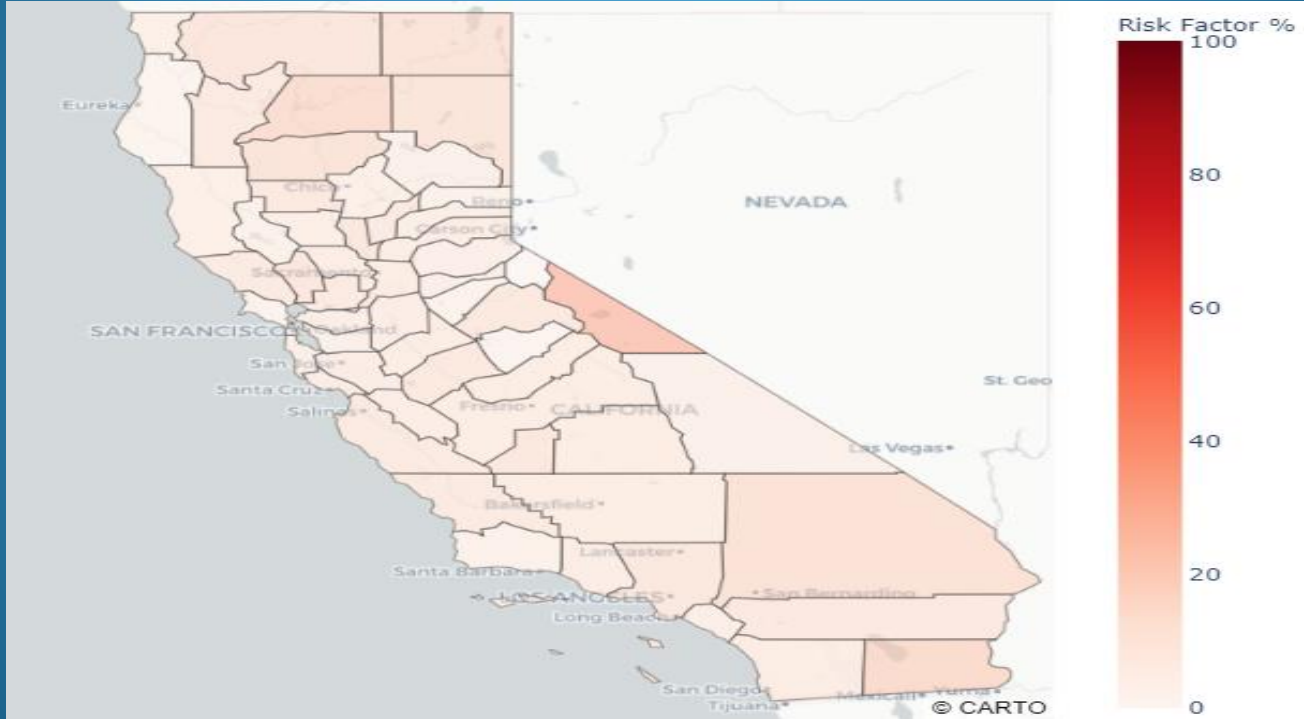 Risk Factor %
100
80
60
40
20
0
Eureka
Chico
Reno
Carson City
NEVADA
Sacramento
SAN FRANCISCO
Oakland
San Jose
Santa Cruz
Salinas
Fresno
CALIFORNIA
St. Geo
Las Vegas
Bakersfield
Lancaster
Santa Barbara
LOS ANGELES
San Bernardino
Long Beach
San Diego
Mexicali
Yuma
Tijuana
© CARTO